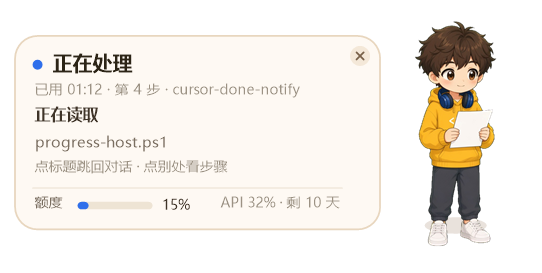 正在处理
已用 01:12 · 第 4 步 · cursor-done-notify
正在读取
progress-host.ps1
点标题跳回对话 · 点别处看步骤
额度 15% API 32% · 剩 10 天